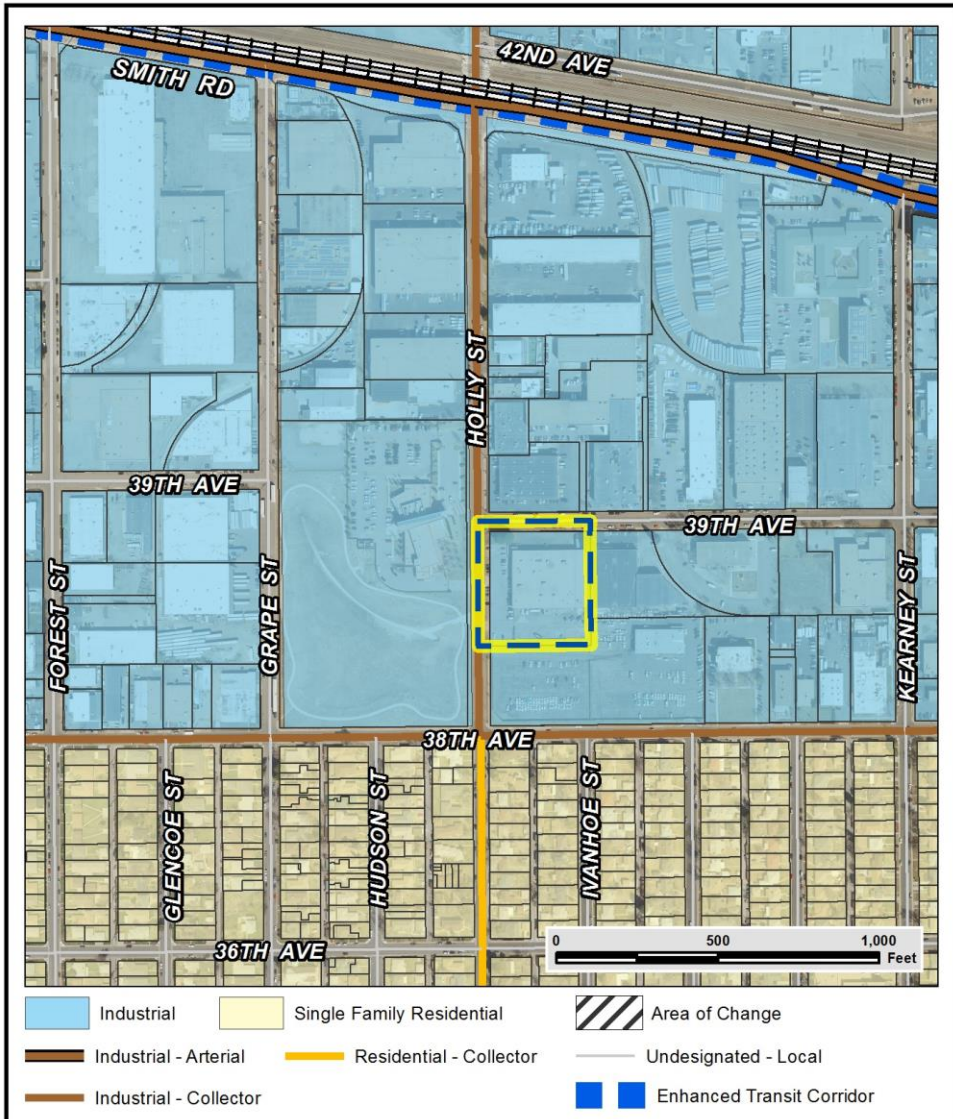 42ND AVE
SMITH RD
HOLLY ST
39TH AVE
39TH AVE
FOREST ST
GRAPE ST
KEARNEY ST
38TH AVE
GLENCOE ST
HUDSON ST
IVANHOE ST
36TH AVE
0 500 1,000
Feet
Industrial Single Family Residential Area of Change
Industrial - Arterial Residential - Collector Undesignated - Local
Industrial - Collector Enhanced Transit Corridor